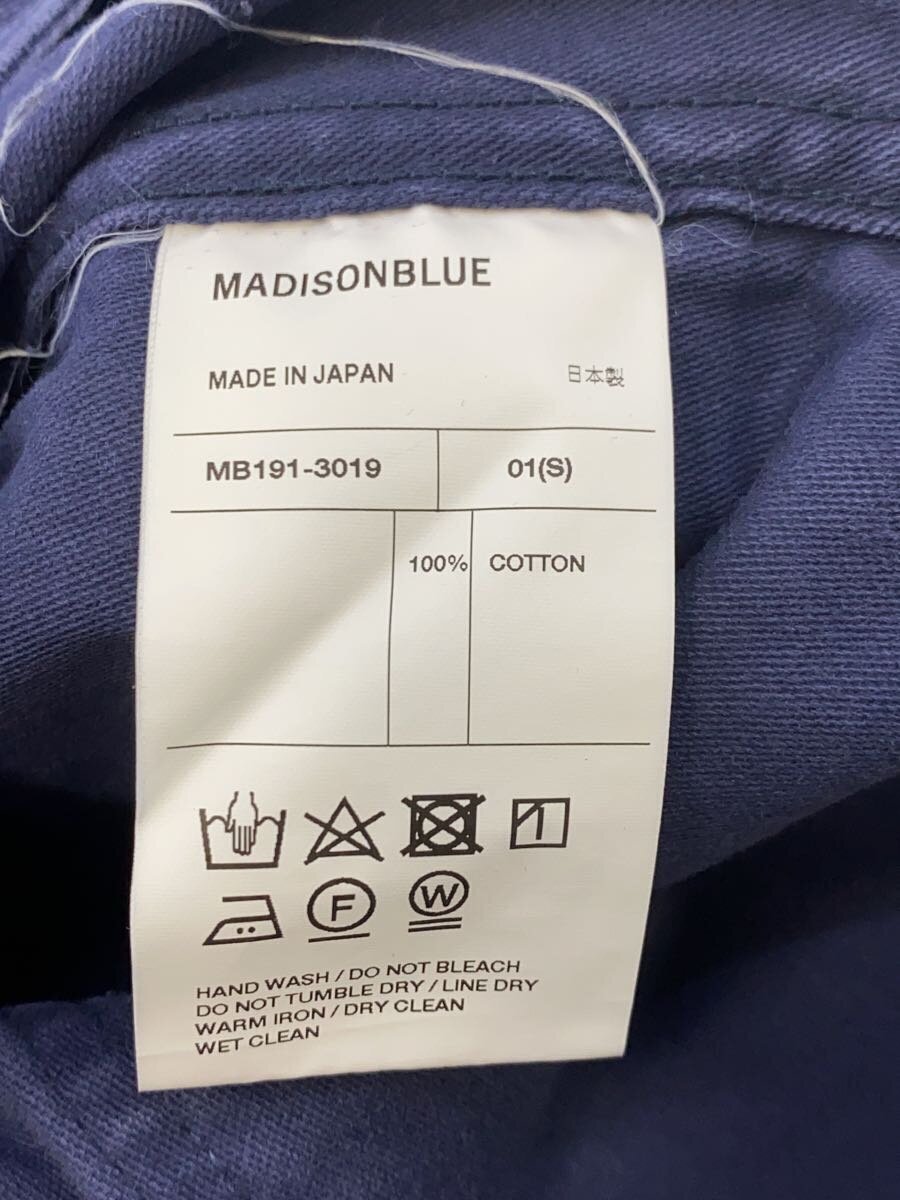 MADISONBLUE
MADE IN JAPAN 日本製
MB191-3019 01(S)
100% COTTON
F W
HAND WASH / DO NOT BLEACH
DO NOT TUMBLE DRY / LINE DRY
WARM IRON / DRY CLEAN
WET CLEAN